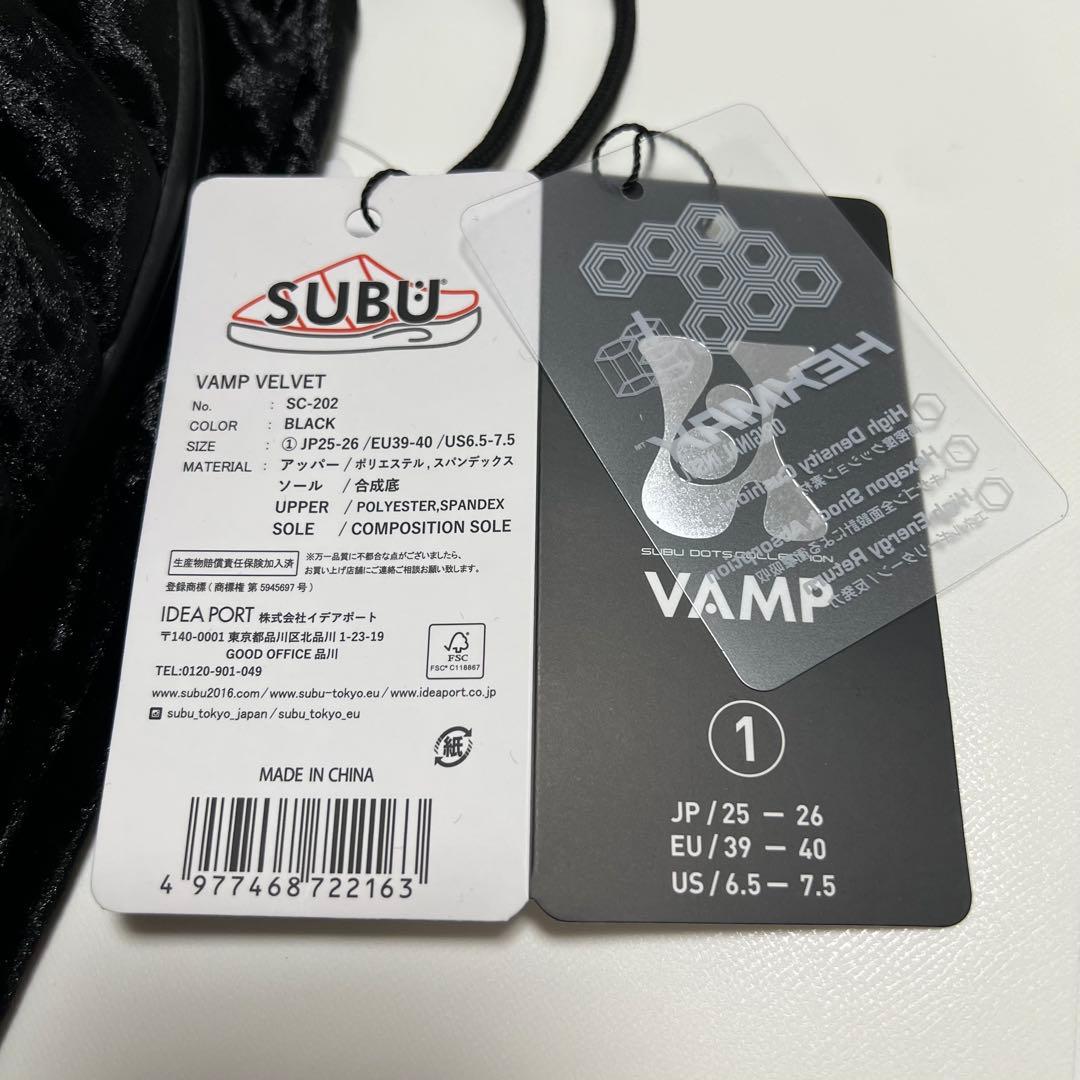 SUBU®
VAMP VELVET
No. : SC-202
COLOR : BLACK
SIZE : ① JP25-26 /EU39-40 /US6.5-7.5
MATERIAL : アッパー / ポリエステル , スパンデックス
ソール / 合成底
UPPER / POLYESTER,SPANDEX
SOLE / COMPOSITION SOLE
生産物賠償責任保険加入済
※万一品質に不都合な点がございましたら、
お買い上げ店舗にご連絡ご相談お願い致します。
登録商標 ( 商標権 第 5945697 号 )
IDEA PORT 株式会社イデアポート
〒140-0001 東京都品川区北品川 1-23-19
GOOD OFFICE 品川
TEL:0120-901-049
FSC
FSC® C118867
www.subu2016.com / www.subu-tokyo.eu / www.ideaport.co.jp
subu_tokyo_japan / subu_tokyo_eu
紙
MADE IN CHINA
4 977468 722163
ORIGINAL
High Density Cushioning
Hexagon Shock Absorption
High Energy Return
SUBU DOTS COLLECTION
VAMP
1
JP / 25 — 26
EU / 39 — 40
US / 6.5 — 7.5